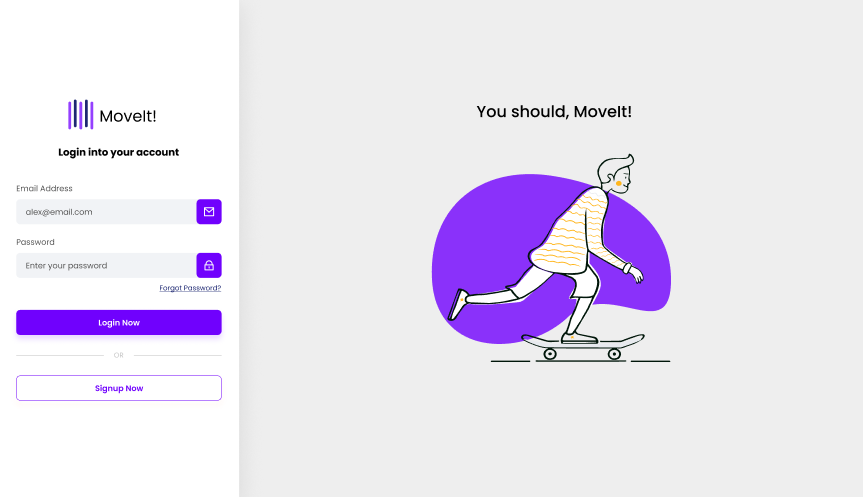 MoveIt!
Login into your account
Email Address
alex@email.com
Password
Enter your password
Forgot Password?
Login Now
OR
Signup Now
You should, MoveIt!